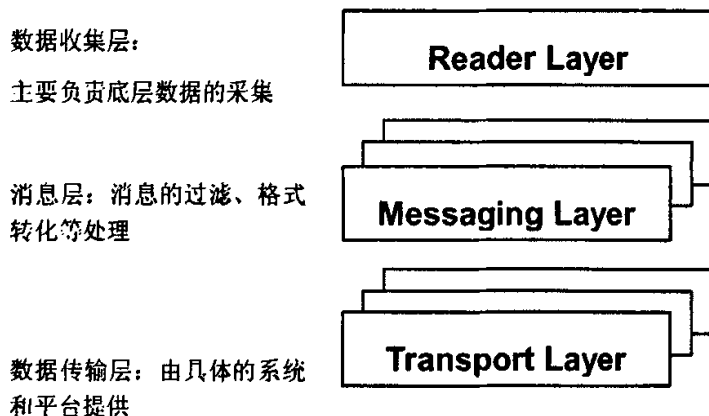 数据收集层：
主要负责底层数据的采集
Reader Layer
消息层：消息的过滤、格式
转化等处理
Messaging Layer
数据传输层：由具体的系统
和平台提供
Transport Layer